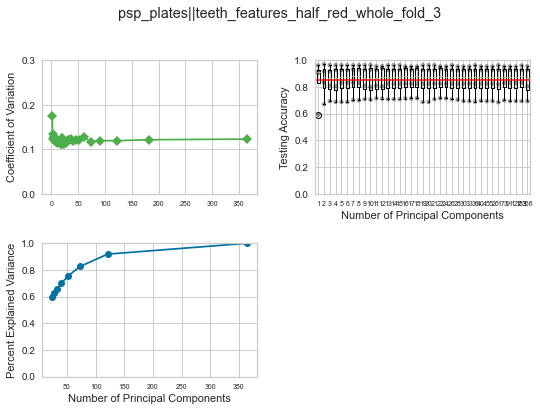 psp_plates||teeth_features_half_red_whole_fold_3
Coefficient of Variation
0.3
0.2
0.1
0.0
0 50 100 150 200 250 300 350
Testing Accuracy
1.0
0.8
0.6
0.4
0.2
0.0
Number of Principal Components
Percent Explained Variance
1.0
0.8
0.6
0.4
0.2
0.0
50 100 150 200 250 300 350
Number of Principal Components